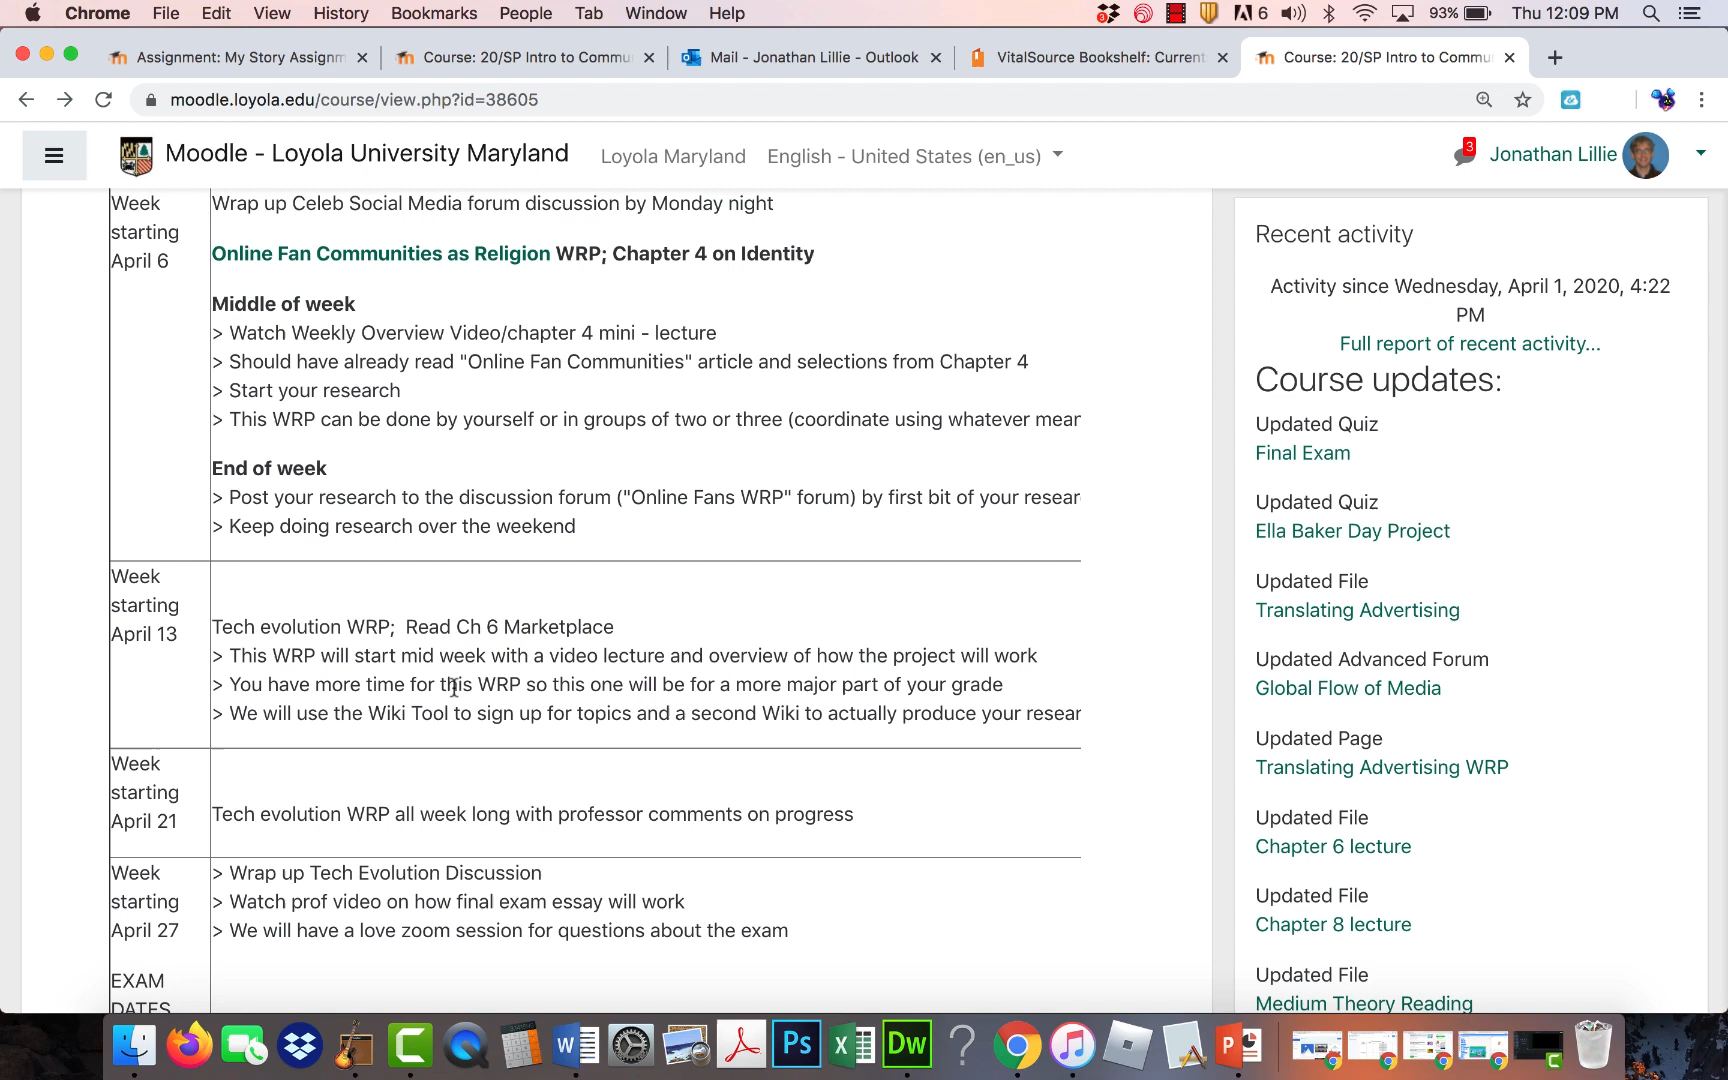 Chrome File Edit View History Bookmarks People Tab Window Help 3 6 93% Thu 12:09 PM
Assignment: My Story Assignm
Course: 20/SP Intro to Commu
Mail - Jonathan Lillie - Outlook
VitalSource Bookshelf: Current
Course: 20/SP Intro to Commu
moodle.loyola.edu/course/view.php?id=38605
Moodle - Loyola University Maryland Loyola Maryland English - United States (en_us) 3 Jonathan Lillie
Week
starting
April 6
Wrap up Celeb Social Media forum discussion by Monday night
Online Fan Communities as Religion WRP; Chapter 4 on Identity
Middle of week
> Watch Weekly Overview Video/chapter 4 mini - lecture
> Should have already read "Online Fan Communities" article and selections from Chapter 4
> Start your research
> This WRP can be done by yourself or in groups of two or three (coordinate using whatever mean
End of week
> Post your research to the discussion forum ("Online Fans WRP" forum) by first bit of your resear
> Keep doing research over the weekend
Week
starting
April 13
Tech evolution WRP; Read Ch 6 Marketplace
> This WRP will start mid week with a video lecture and overview of how the project will work
> You have more time for this WRP so this one will be for a more major part of your grade
> We will use the Wiki Tool to sign up for topics and a second Wiki to actually produce your resear
Week
starting
April 21
Tech evolution WRP all week long with professor comments on progress
Week
starting
April 27
> Wrap up Tech Evolution Discussion
> Watch prof video on how final exam essay will work
> We will have a love zoom session for questions about the exam
EXAM
DATES
Recent activity
Activity since Wednesday, April 1, 2020, 4:22
PM
Full report of recent activity...
Course updates:
Updated Quiz
Final Exam
Updated Quiz
Ella Baker Day Project
Updated File
Translating Advertising
Updated Advanced Forum
Global Flow of Media
Updated Page
Translating Advertising WRP
Updated File
Chapter 6 lecture
Updated File
Chapter 8 lecture
Updated File
Medium Theory Reading
W Ps X Dw ? P